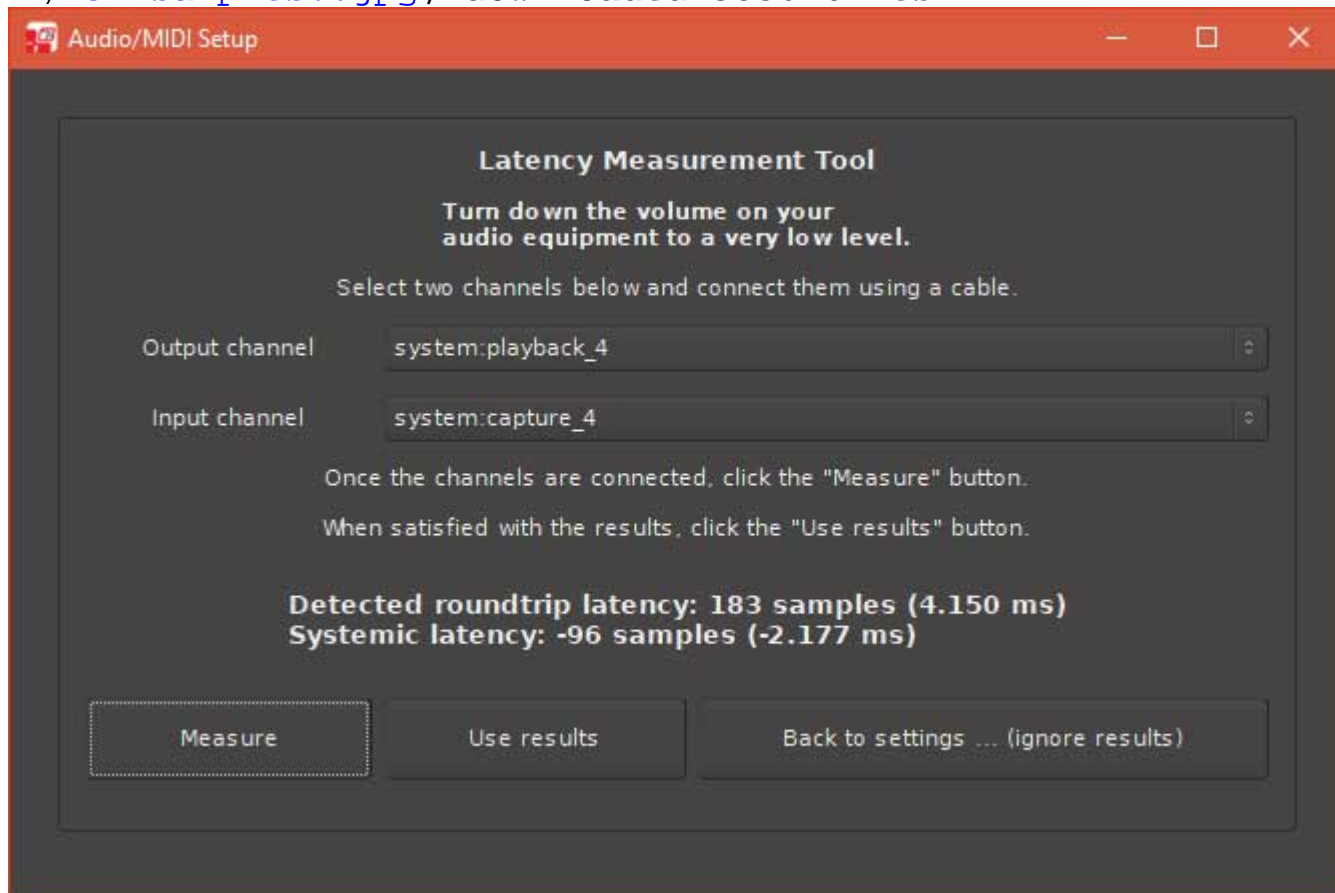 Audio/MIDI Setup
Latency Measurement Tool
Turn down the volume on your
audio equipment to a very low level.
Select two channels below and connect them using a cable.
Output channel system:playback_4
Input channel system:capture_4
Once the channels are connected, click the "Measure" button.
When satisfied with the results, click the "Use results" button.
Detected roundtrip latency: 183 samples (4.150 ms)
Systemic latency: -96 samples (-2.177 ms)
Measure Use results Back to settings ... (ignore results)